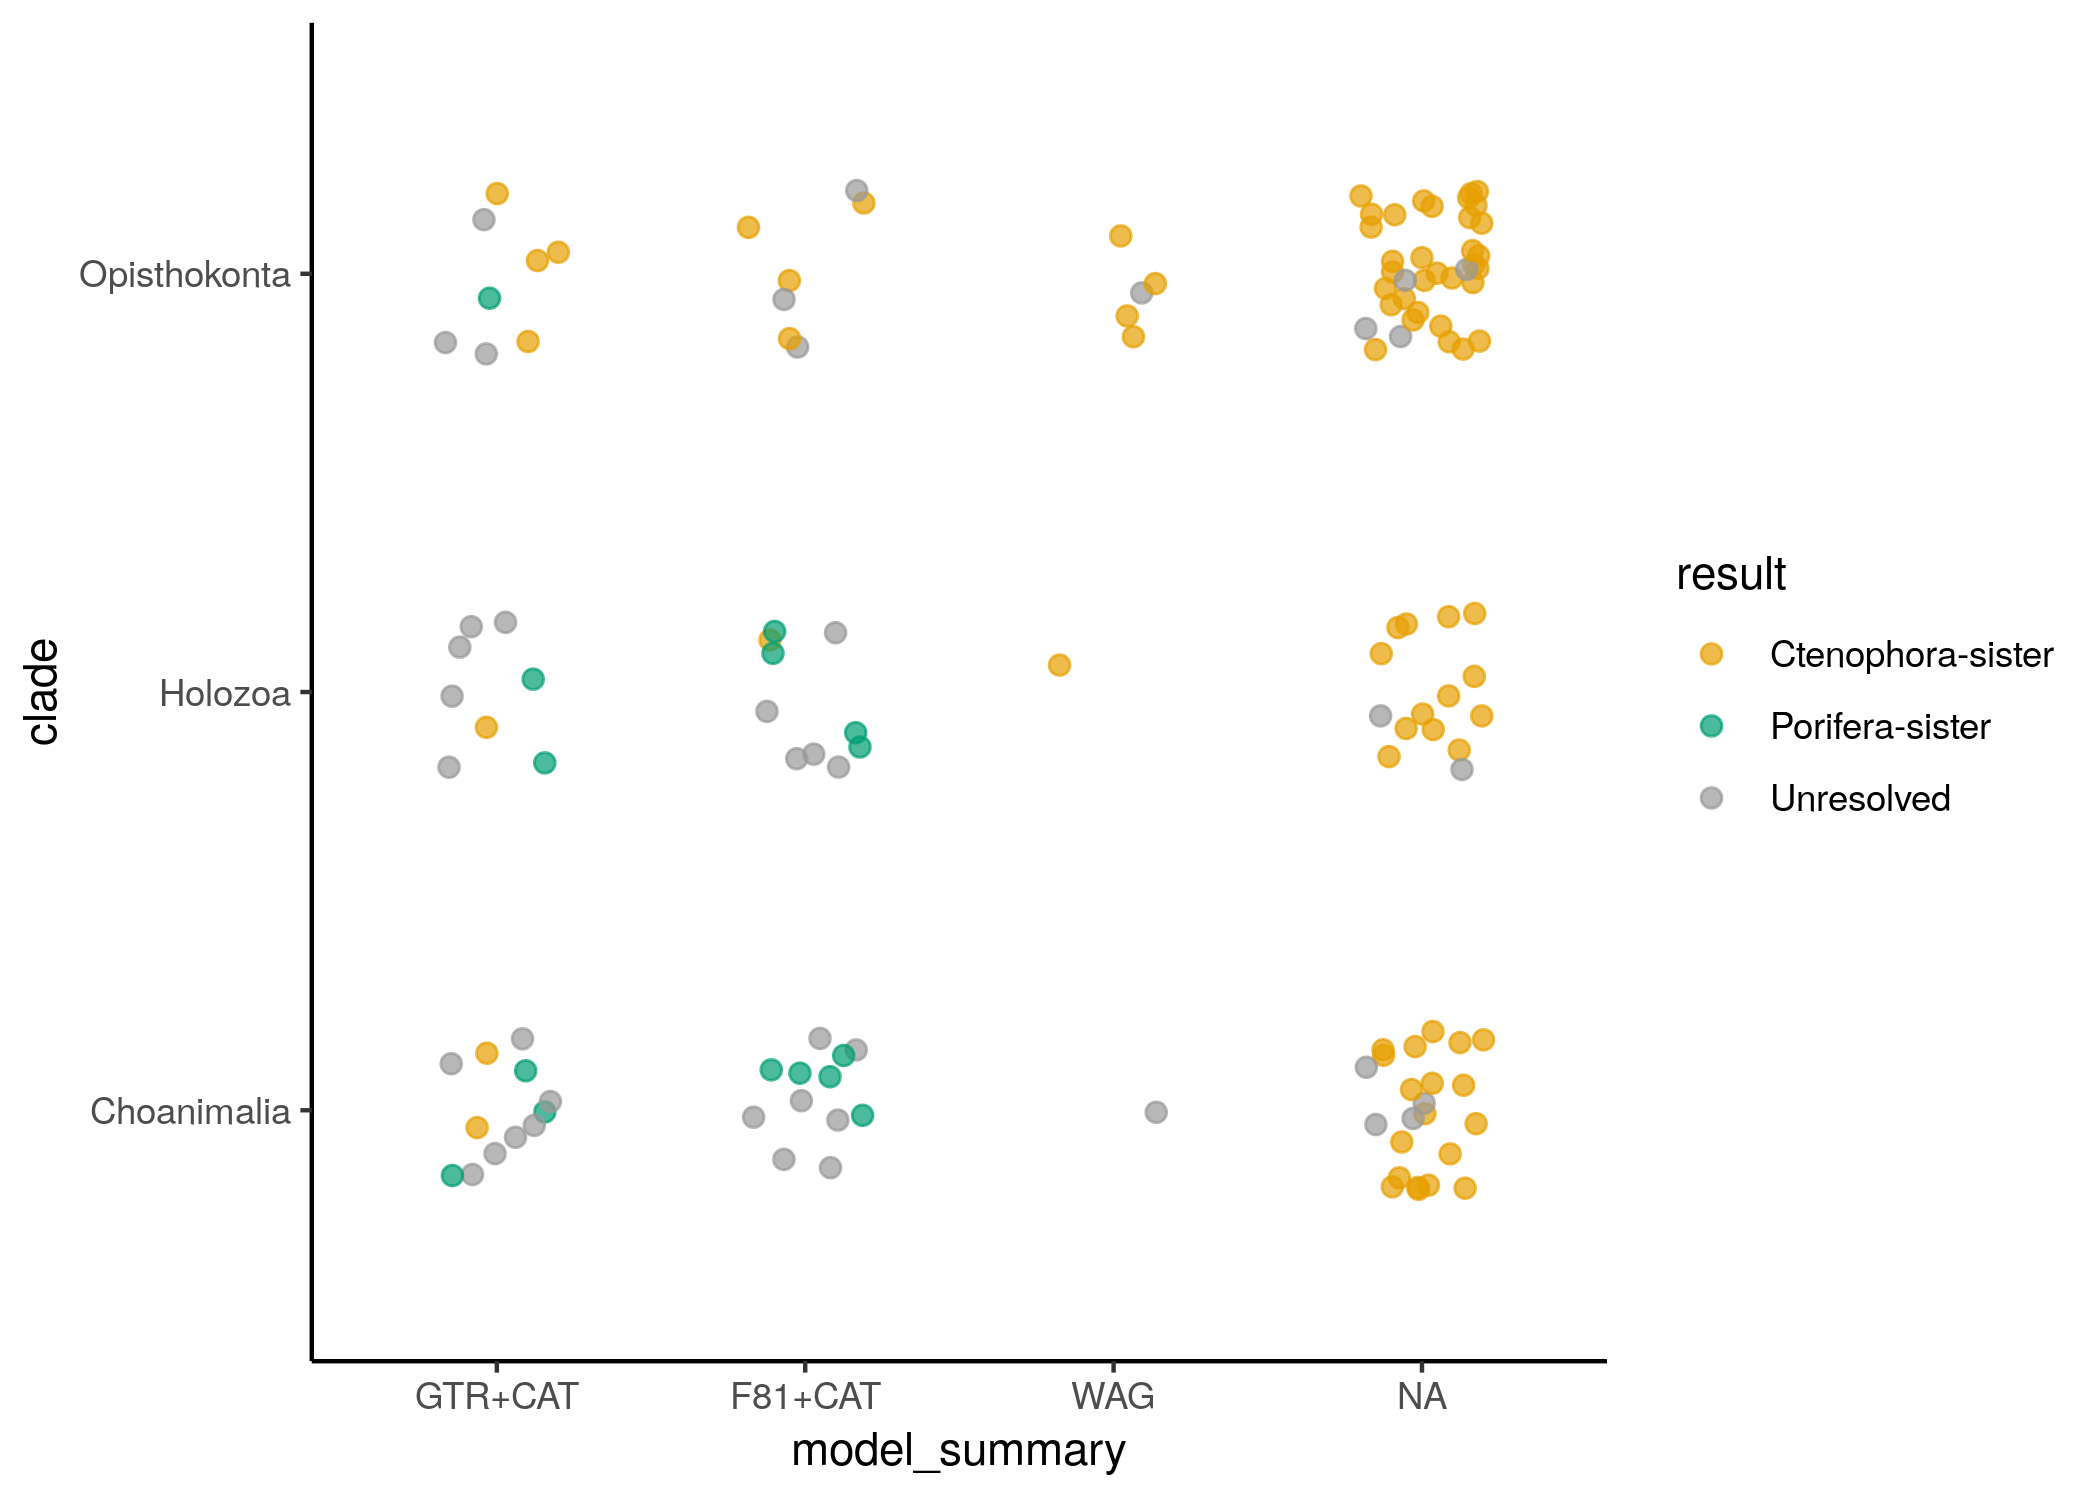 clade
Opisthokonta
Holozoa
Choanimalia
GTR+CAT
F81+CAT
WAG
NA
model_summary
result
Ctenophora-sister
Porifera-sister
Unresolved